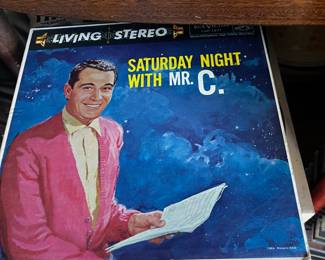 LIVING STEREO
SATURDAY NIGHT
WITH MR. C.